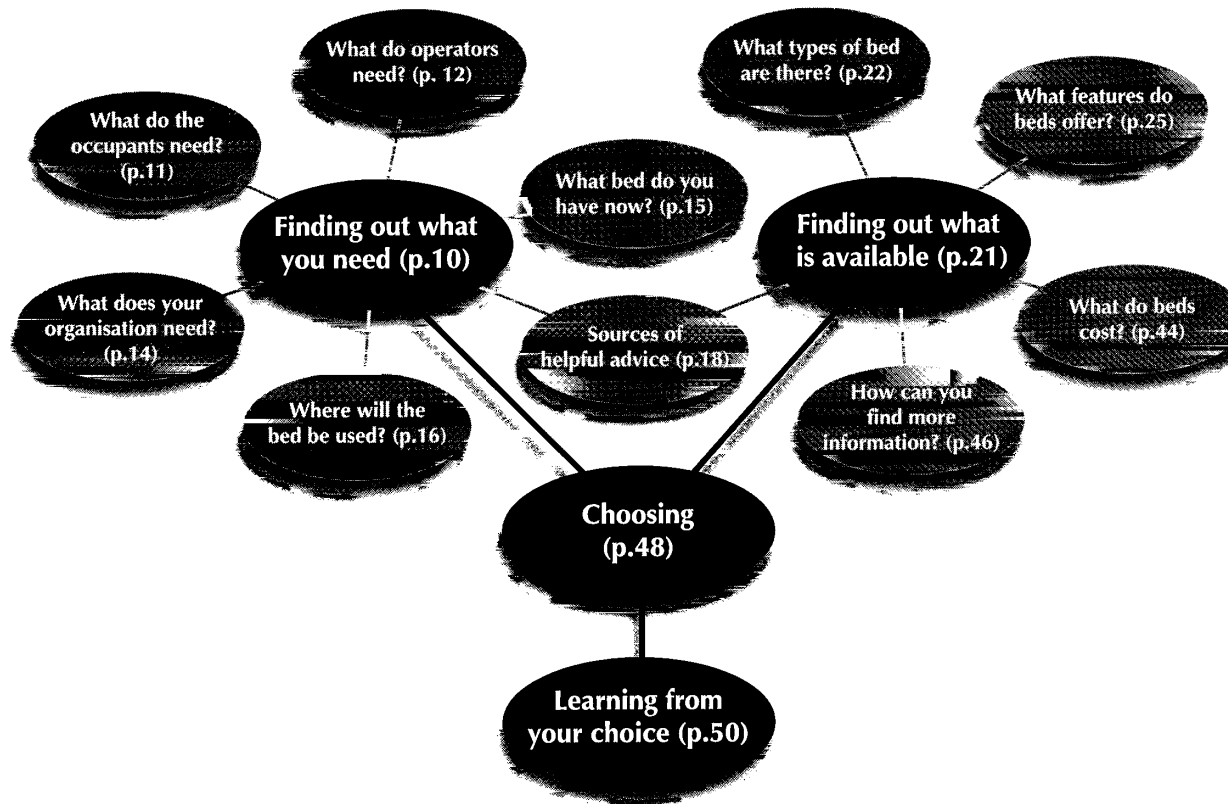 What do operators
need? (p. 12)
What types of bed
are there? (p.22)
What do the
occupants need?
(p.11)
What features do
beds offer? (p.25)
What bed do you
have now? (p.15)
Finding out what
you need (p.10)
Finding out what
is available (p.21)
What does your
organisation need?
(p.14)
Sources of
helpful advice (p.18)
What do beds
cost? (p.44)
Where will the
bed be used? (p.16)
How can you
find more
information? (p.46)
Choosing
(p.48)
Learning from
your choice (p.50)